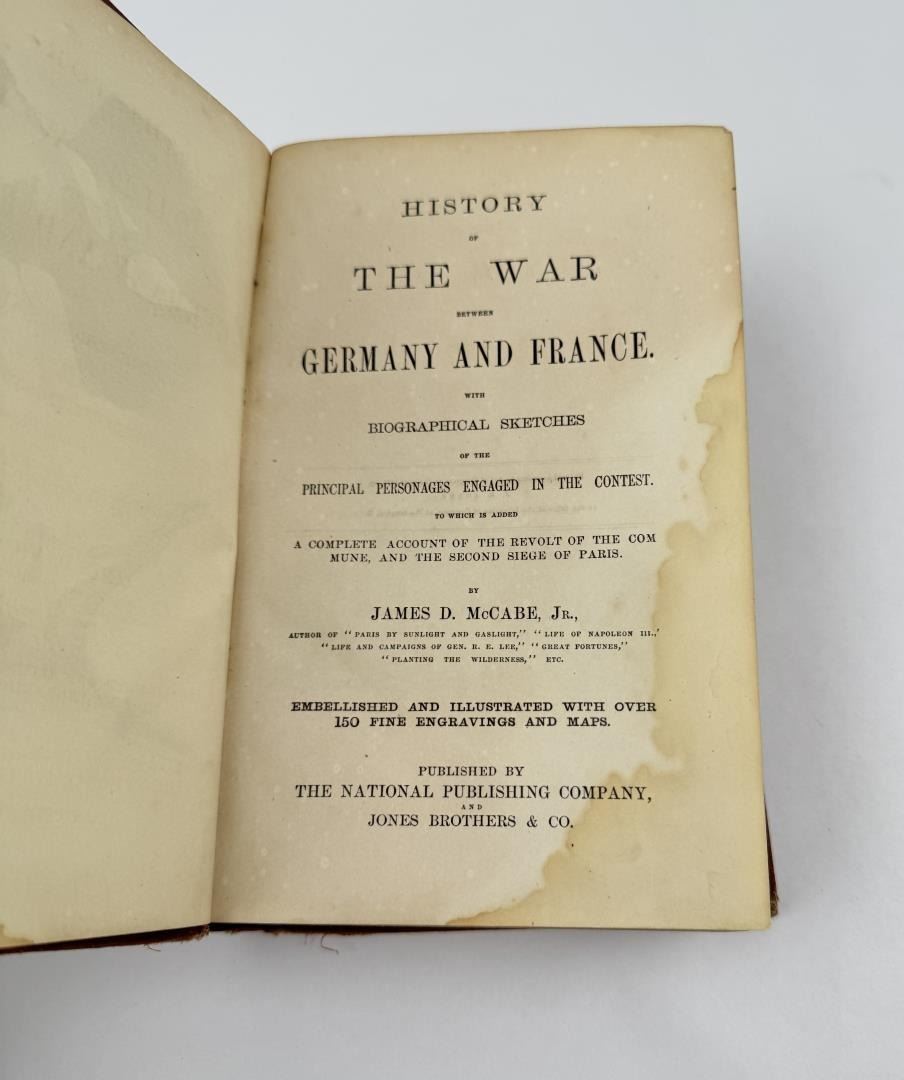 HISTORY
OF
THE WAR
BETWEEN
GERMANY AND FRANCE.
WITH
BIOGRAPHICAL SKETCHES
OF THE
PRINCIPAL PERSONAGES ENGAGED IN THE CONTEST.
TO WHICH IS ADDED
A COMPLETE ACCOUNT OF THE REVOLT OF THE COM
MUNE, AND THE SECOND SIEGE OF PARIS.
BY
JAMES D. McCABE, JR.,
AUTHOR OF "PARIS BY SUNLIGHT AND GASLIGHT," "LIFE OF NAPOLEON III.,'
"LIFE AND CAMPAIGNS OF GEN. R. E. LEE," "GREAT FORTUNES,"
"PLANTING THE WILDERNESS," ETC.
EMBELLISHED AND ILLUSTRATED WITH OVER
150 FINE ENGRAVINGS AND MAPS.
PUBLISHED BY
THE NATIONAL PUBLISHING COMPANY,
AND
JONES BROTHERS & CO.